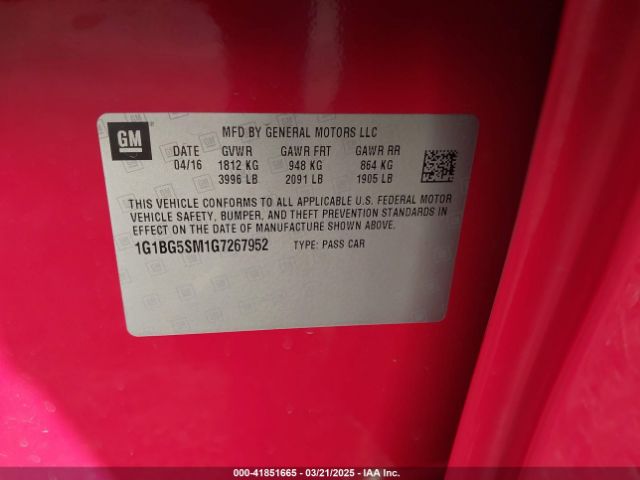 GM
MFD BY GENERAL MOTORS LLC
DATE GVWR GAWR FRT GAWR RR
04/16 1812 KG 948 KG 864 KG
3996 LB 2091 LB 1905 LB
THIS VEHICLE CONFORMS TO ALL APPLICABLE U.S. FEDERAL MOTOR
VEHICLE SAFETY, BUMPER, AND THEFT PREVENTION STANDARDS IN
EFFECT ON THE DATE OF MANUFACTURE SHOWN ABOVE.
1G1BG5SM1G7267952 TYPE: PASS CAR
000-41851665 - 03/21/2025 - IAA Inc.